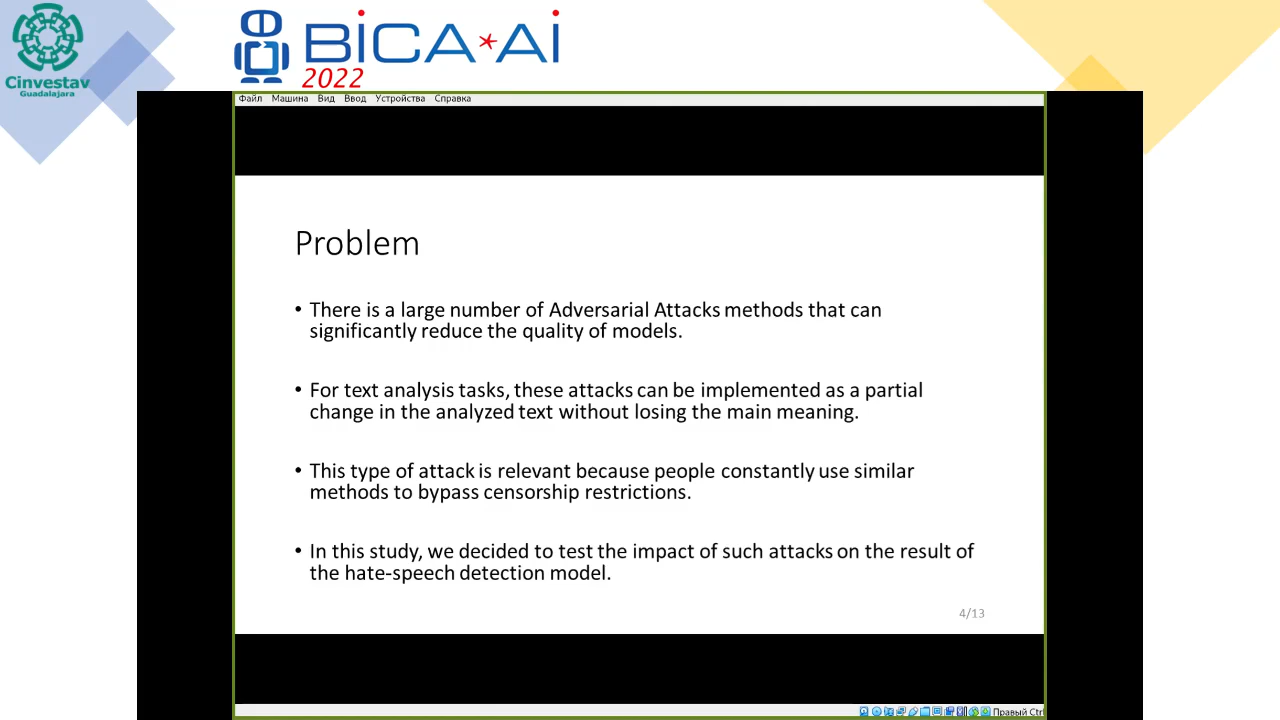 Cinvestav
Guadalajara
BiCA*Ai
2022
Файл Машина Вид Ввод Устройства Справка
Problem
• There is a large number of Adversarial Attacks methods that can
significantly reduce the quality of models.
• For text analysis tasks, these attacks can be implemented as a partial
change in the analyzed text without losing the main meaning.
• This type of attack is relevant because people constantly use similar
methods to bypass censorship restrictions.
• In this study, we decided to test the impact of such attacks on the result of
the hate-speech detection model.
4/13
Правый Ctrl